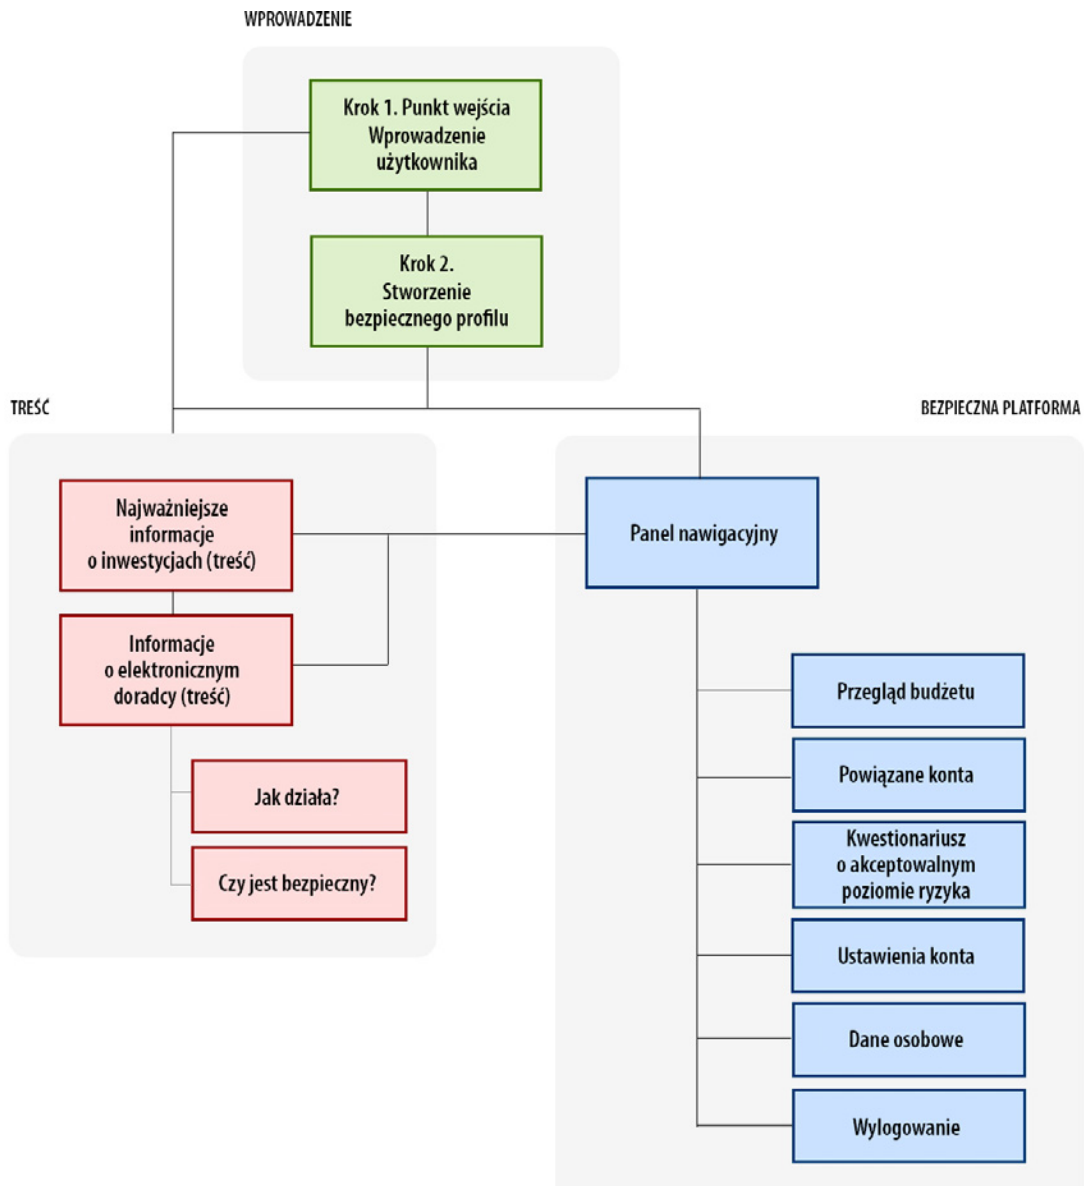 WPROWADZENIE
Krok 1. Punkt wejścia
Wprowadzenie
użytkownika
Krok 2.
Stworzenie
bezpiecznego profilu
TREŚĆ
Najważniejsze
informacje
o inwestycjach (treść)
Informacje
o elektronicznym
doradcy (treść)
Jak działa?
Czy jest bezpieczny?
BEZPIECZNA PLATFORMA
Panel nawigacyjny
Przegląd budżetu
Powiązane konta
Kwestionariusz
o akceptowalnym
poziomie ryzyka
Ustawienia konta
Dane osobowe
Wylogowanie